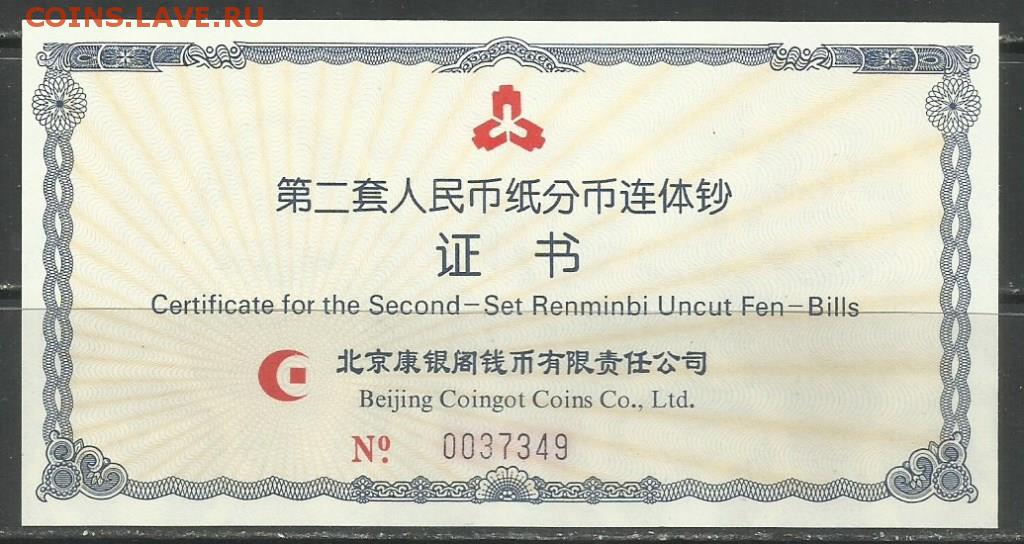 COINS.LAVE.RU
第二套人民币纸分币连体钞
证 书
Certificate for the Second-Set Renminbi Uncut Fen-Bills
北京康银阁钱币有限责任公司
Beijing Coingot Coins Co., Ltd.
Nº. 0037349